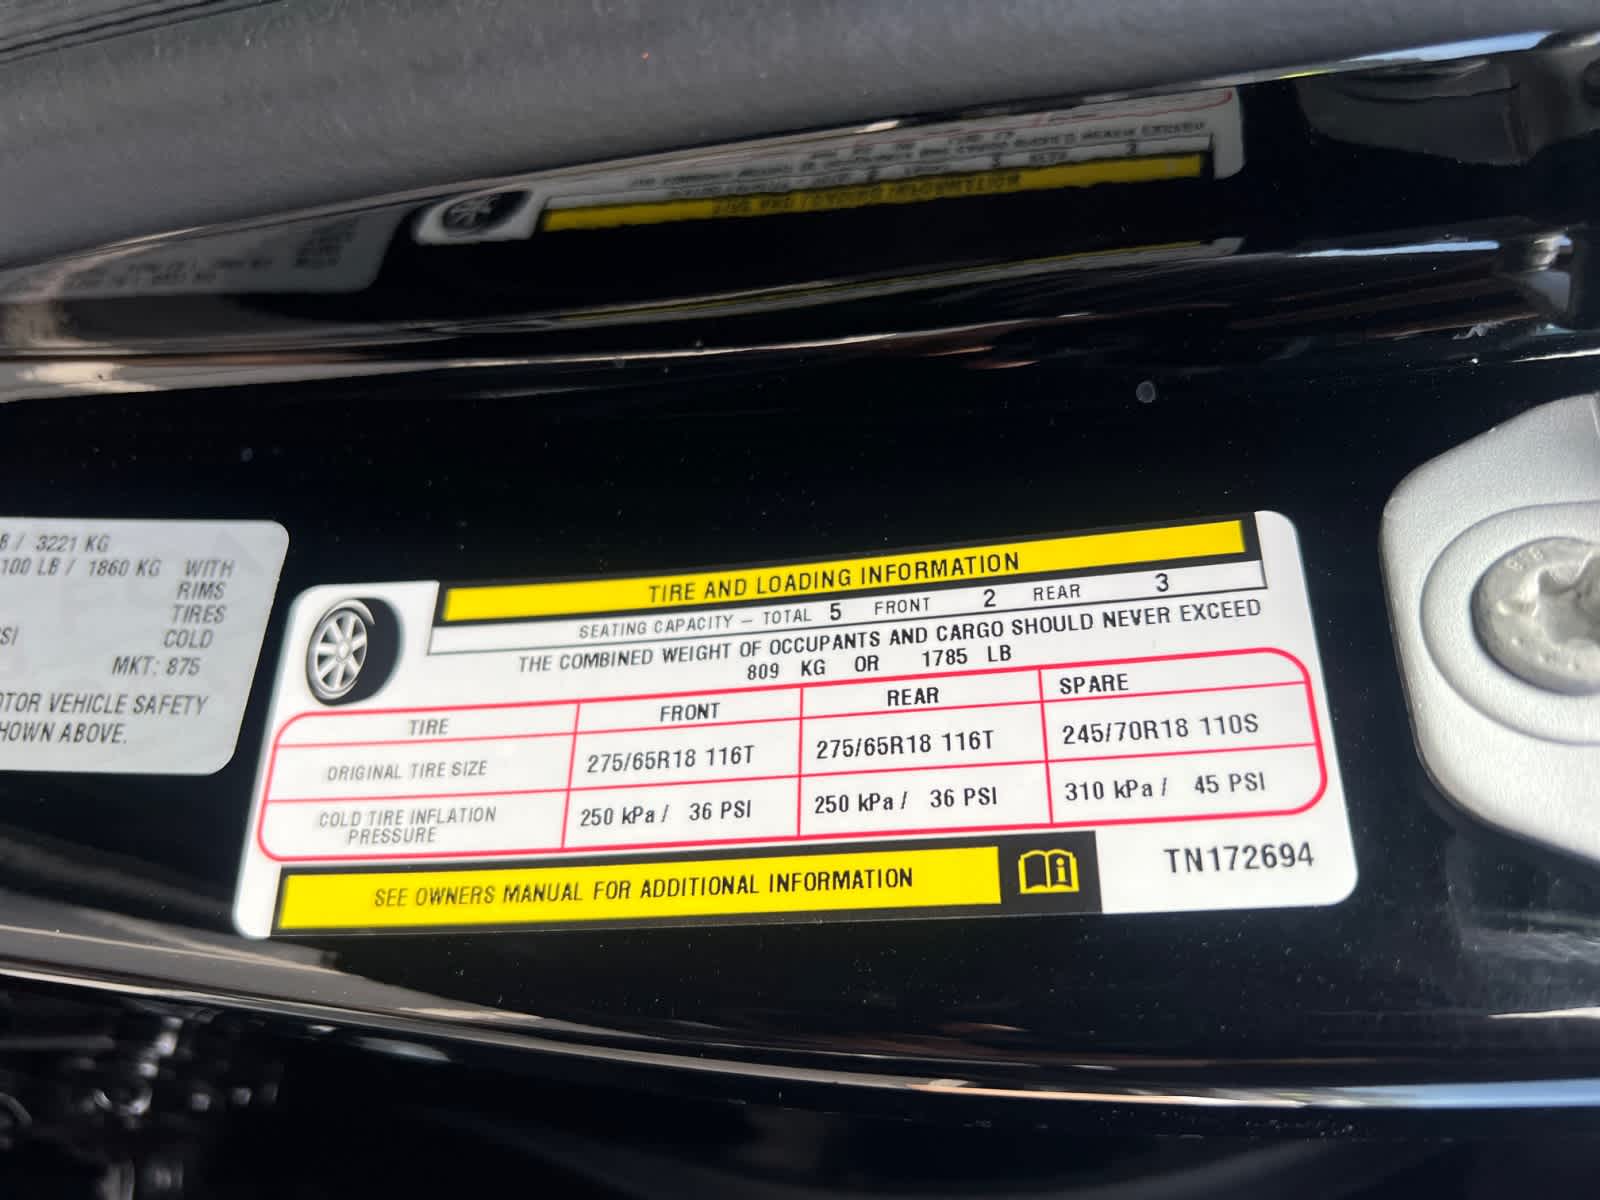 B / 3221 KG
100 LB / 1860 KG WITH
RIMS
TIRES
SI COLD
MKT: 875
OTOR VEHICLE SAFETY
HOWN ABOVE.
TIRE AND LOADING INFORMATION
SEATING CAPACITY – TOTAL 5 FRONT 2 REAR 3
THE COMBINED WEIGHT OF OCCUPANTS AND CARGO SHOULD NEVER EXCEED
809 KG OR 1785 LB
TIRE FRONT REAR SPARE
ORIGINAL TIRE SIZE 275/65R18 116T 275/65R18 116T 245/70R18 110S
COLD TIRE INFLATION PRESSURE 250 kPa / 36 PSI 250 kPa / 36 PSI 310 kPa / 45 PSI
SEE OWNERS MANUAL FOR ADDITIONAL INFORMATION
TN172694